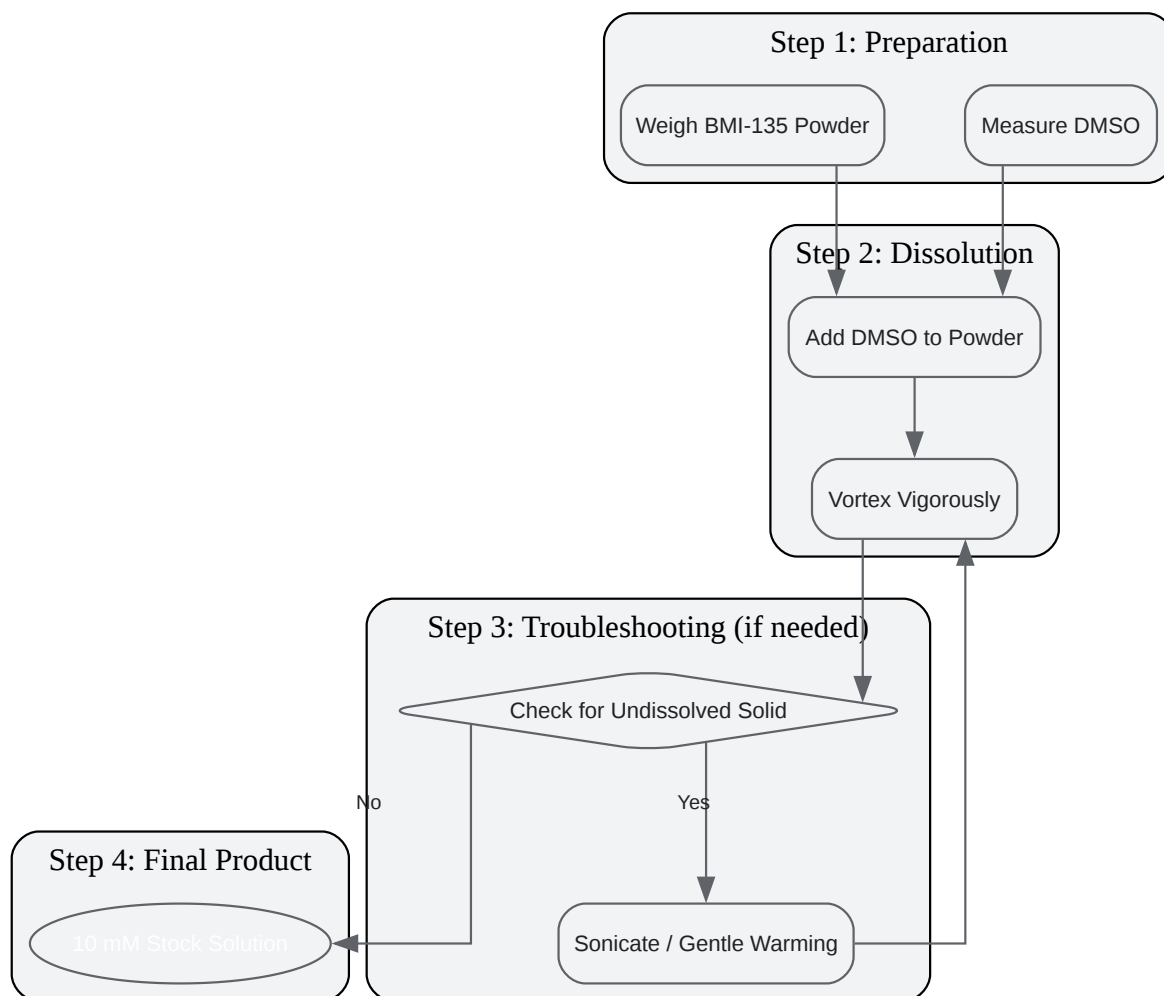 Step 1: Preparation
Weigh BMI-135 Powder
Measure DMSO
Step 2: Dissolution
Add DMSO to Powder
Vortex Vigorously
Step 3: Troubleshooting (if needed)
Check for Undissolved Solid
No
Yes
Step 4: Final Product
10 mM Stock Solution
Sonicate / Gentle Warming